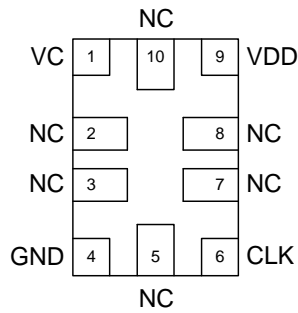 NC
VC 1 10 9 VDD
NC 2 8 NC
NC 3 7 NC
GND 4 5 6 CLK
NC